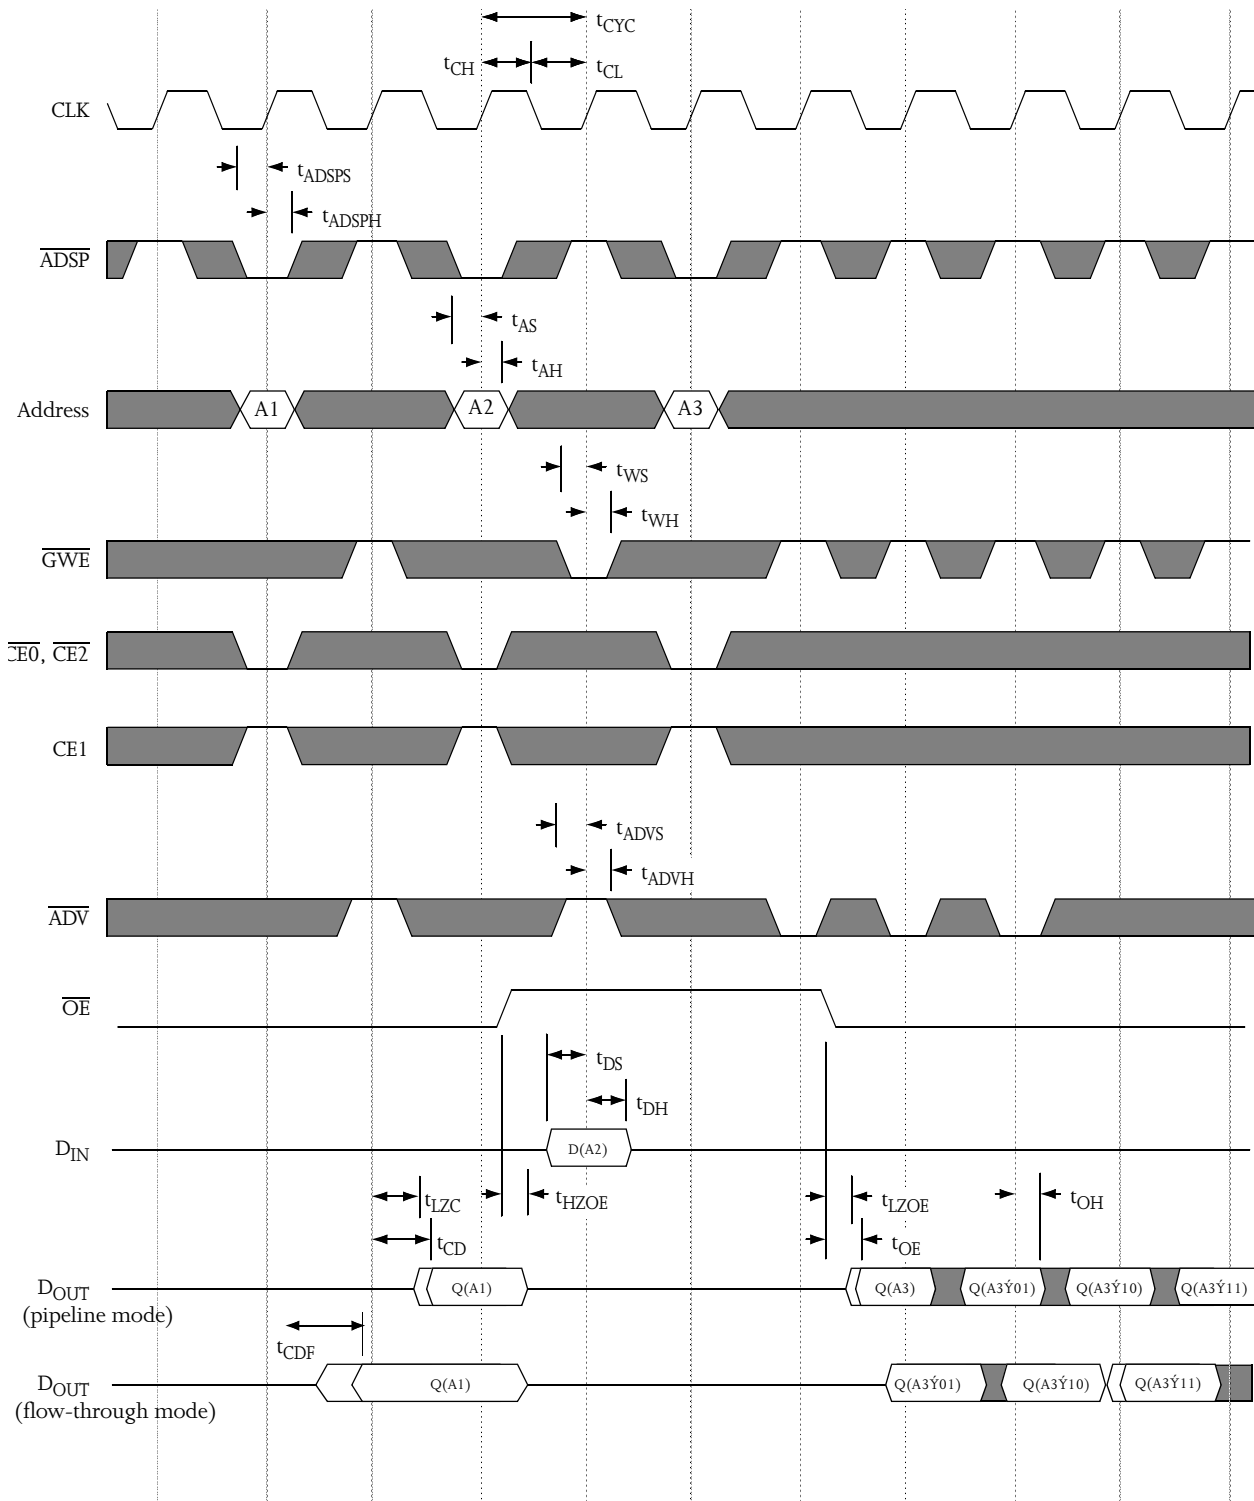 tCYC
tCH
tCL
CLK
tADSPS
tADSPH
ADSP
tAS
tAH
Address
A1
A2
A3
tWS
tWH
GWE
CE0, CE2
CE1
tADVS
tADVH
ADV
OE
tDS
tDH
DIN
D(A2)
tLZC
tHZOE
tLZOE
tOH
tCD
tOE
DOUT
(pipeline mode)
Q(A1)
Q(A3)
Q(A3Ý01)
Q(A3Ý10)
Q(A3Ý11)
tCDF
DOUT
(flow-through mode)
Q(A1)
Q(A3Ý01)
Q(A3Ý10)
Q(A3Ý11)